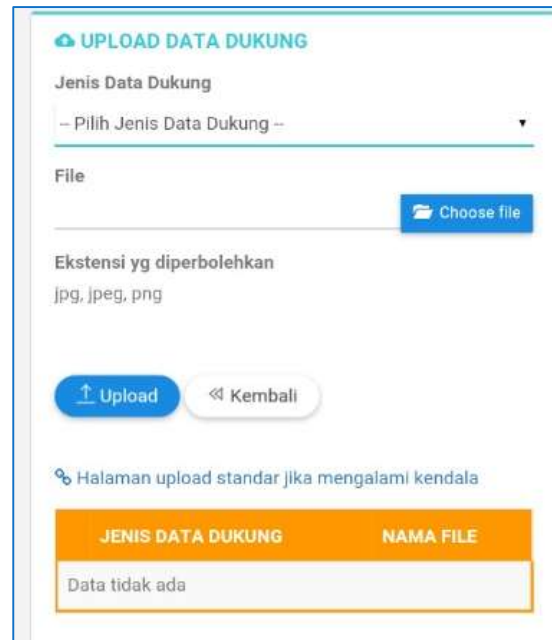 UPLOAD DATA DUKUNG
Jenis Data Dukung
-- Pilih Jenis Data Dukung --
File
Choose file
Ekstensi yg diperbolehkan
jpg, jpeg, png
Upload Kembali
Halaman upload standar jika mengalami kendala
JENIS DATA DUKUNG NAMA FILE
Data tidak ada